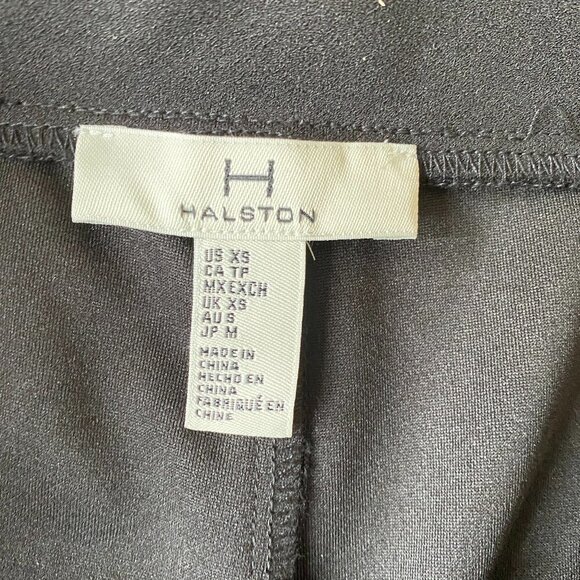 H
HALSTON
US XS
CA TP
MX EXCH
UK XS
AU S
JP M
MADE IN
CHINA
HECHO EN
CHINA
FABRIQUÉ EN
CHINE